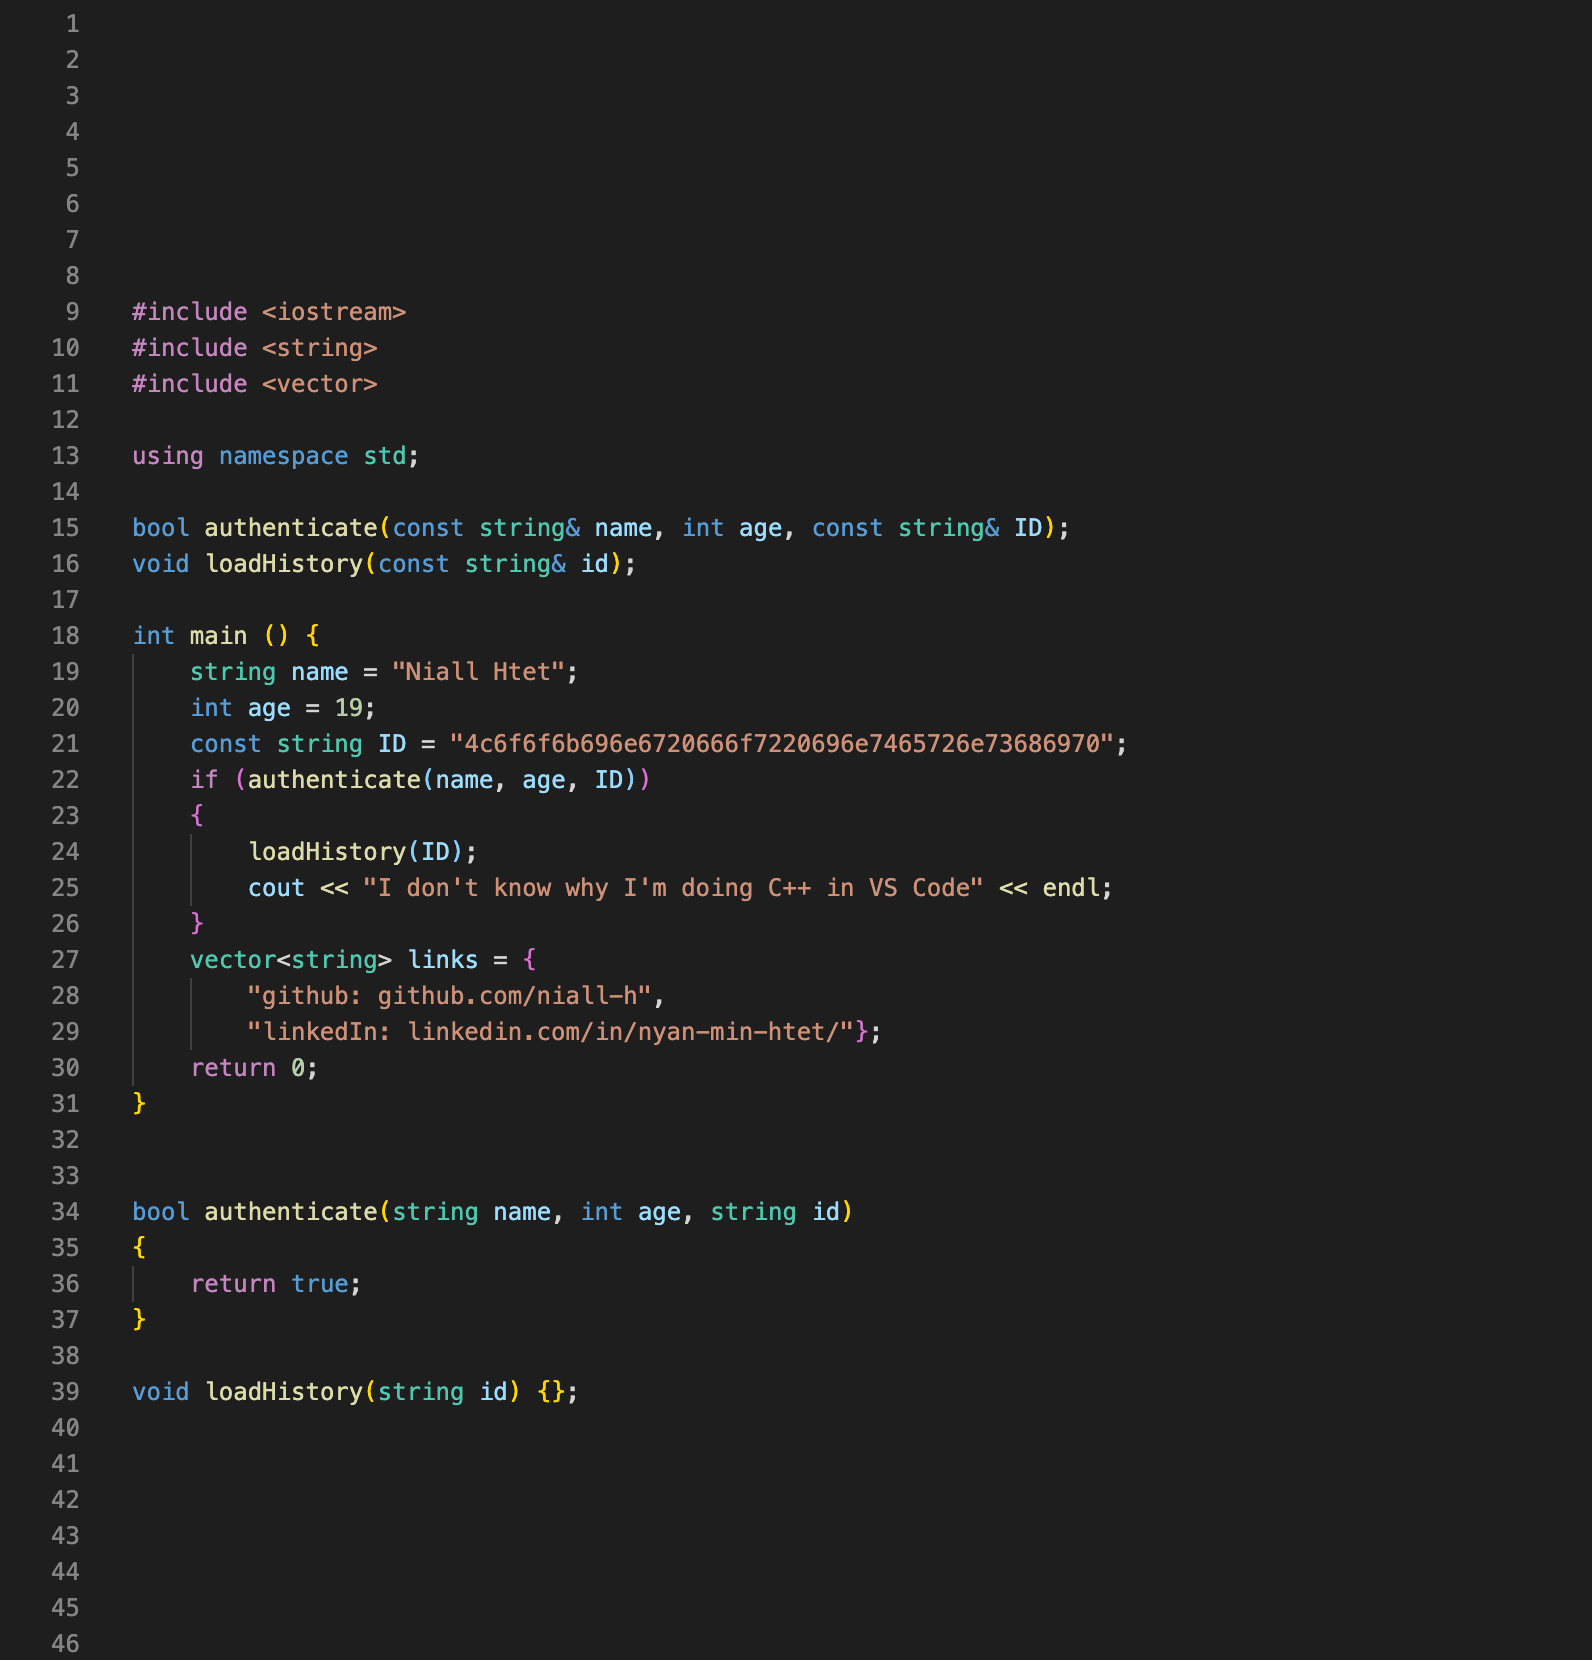 1
2
3
4
5
6
7
8
9 #include <iostream>
10 #include <string>
11 #include <vector>
12
13 using namespace std;
14
15 bool authenticate(const string& name, int age, const string& ID);
16 void loadHistory(const string& id);
17
18 int main () {
19     string name = "Niall Htet";
20     int age = 19;
21     const string ID = "4c6f6f6b696e6720666f7220696e7465726e73686970";
22     if (authenticate(name, age, ID))
23     {
24         loadHistory(ID);
25         cout << "I don't know why I'm doing C++ in VS Code" << endl;
26     }
27     vector<string> links = {
28         "github: github.com/niall-h",
29         "linkedIn: linkedin.com/in/nyan-min-htet/"};
30     return 0;
31 }
32
33
34 bool authenticate(string name, int age, string id)
35 {
36     return true;
37 }
38
39 void loadHistory(string id) {};
40
41
42
43
44
45
46